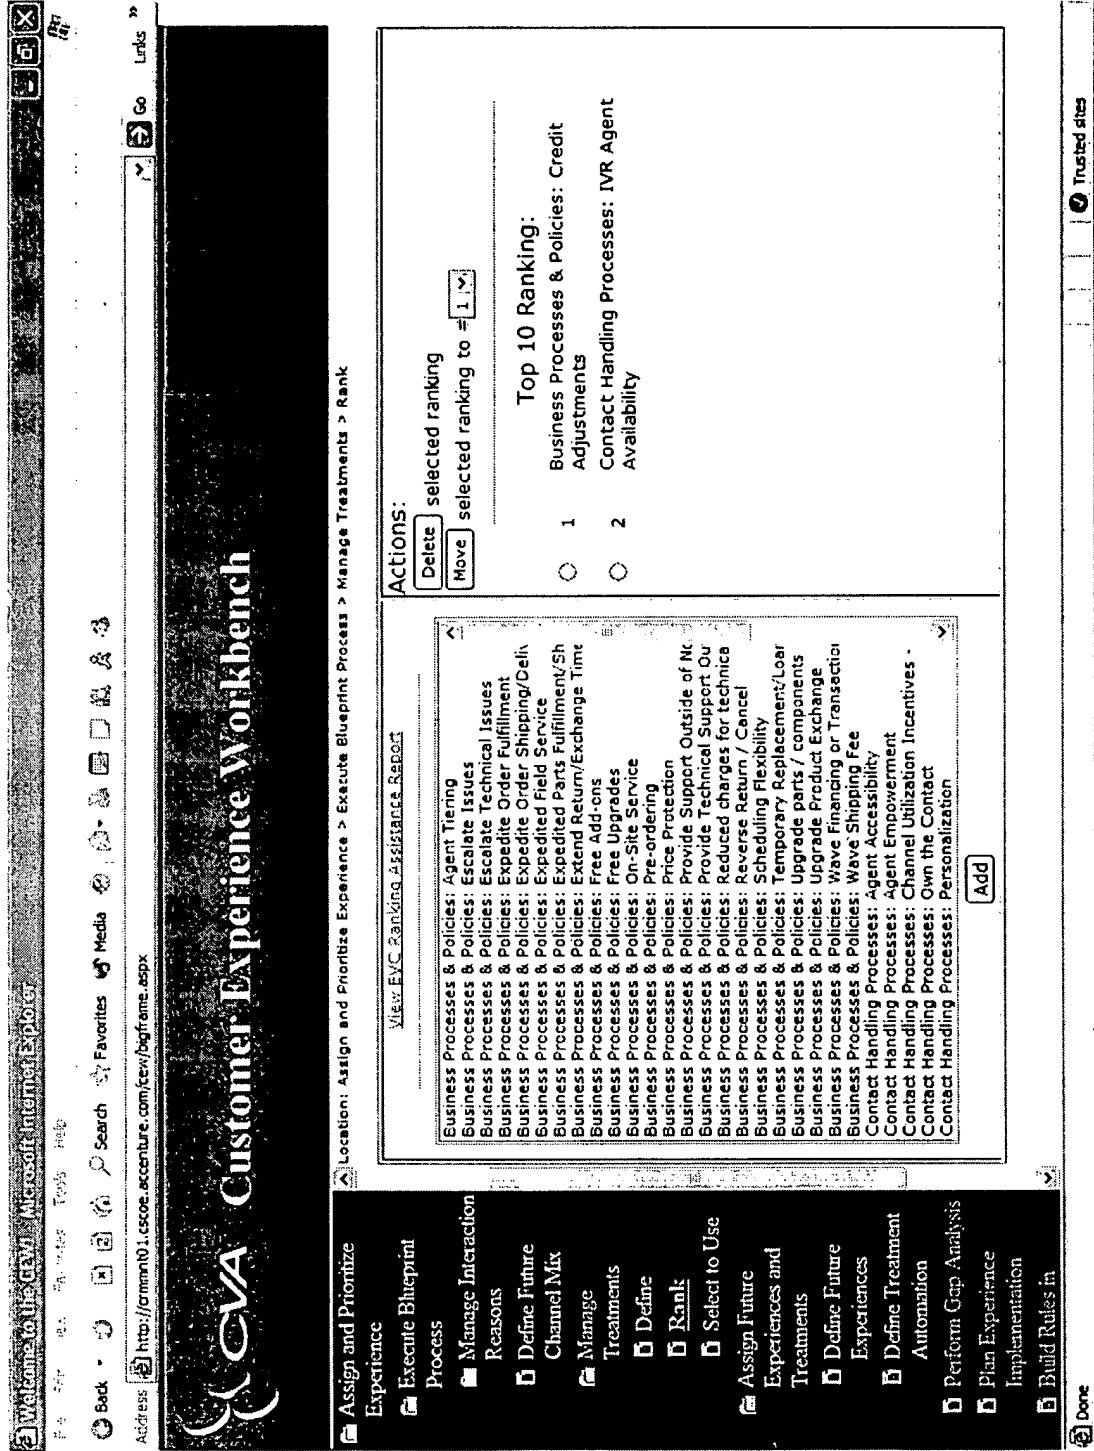 Welcome to the CEW! - Microsoft Internet Explorer
Tools Help
Back Search Favorites Media
Address http://crmmnt01.cscoe.accenture.com/cew/bigframe.aspx Go Links »
CVA Customer Experience Workbench
Location: Assign and Prioritize Experience > Execute Blueprint Process > Manage Treatments > Rank
Assign and Prioritize
Experience
Execute Blueprint
Process
Manage Interaction
Reasons
Define Future
Channel Mix
Manage
Treatments
Define
Rank
Select to Use
Assign Future
Experiences and
Treatments
Define Future
Experiences
Define Treatment
Automation
Perform Gap Analysis
Plan Experience
Implementation
Build Rules in
View EVC Ranking Assistance Report
Business Processes & Policies: Agent Tiering
Business Processes & Policies: Escalate Issues
Business Processes & Policies: Escalate Technical Issues
Business Processes & Policies: Expedite Order Fulfillment
Business Processes & Policies: Expedite Order Shipping/Deliv
Business Processes & Policies: Expedited Field Service
Business Processes & Policies: Expedited Parts Fulfillment/Sh
Business Processes & Policies: Extend Return/Exchange Time
Business Processes & Policies: Free Add-ons
Business Processes & Policies: Free Upgrades
Business Processes & Policies: On-Site Service
Business Processes & Policies: Pre-ordering
Business Processes & Policies: Price Protection
Business Processes & Policies: Provide Support Outside of No
Business Processes & Policies: Provide Technical Support Ou
Business Processes & Policies: Reduced charges for technica
Business Processes & Policies: Reverse Return / Cancel
Business Processes & Policies: Scheduling Flexibility
Business Processes & Policies: Temporary Replacement/Loan
Business Processes & Policies: Upgrade parts / components
Business Processes & Policies: Upgrade Product Exchange
Business Processes & Policies: Wave Financing or Transaction
Business Processes & Policies: Wave Shipping Fee
Contact Handling Processes: Agent Accessibility
Contact Handling Processes: Agent Empowerment
Contact Handling Processes: Channel Utilization Incentives -
Contact Handling Processes: Own the Contact
Contact Handling Processes: Personalization
Add
Actions:
Delete selected ranking
Move selected ranking to = 1
Top 10 Ranking:
1 Business Processes & Policies: Credit
Adjustments
2 Contact Handling Processes: IVR Agent
Availability
Done Trusted sites